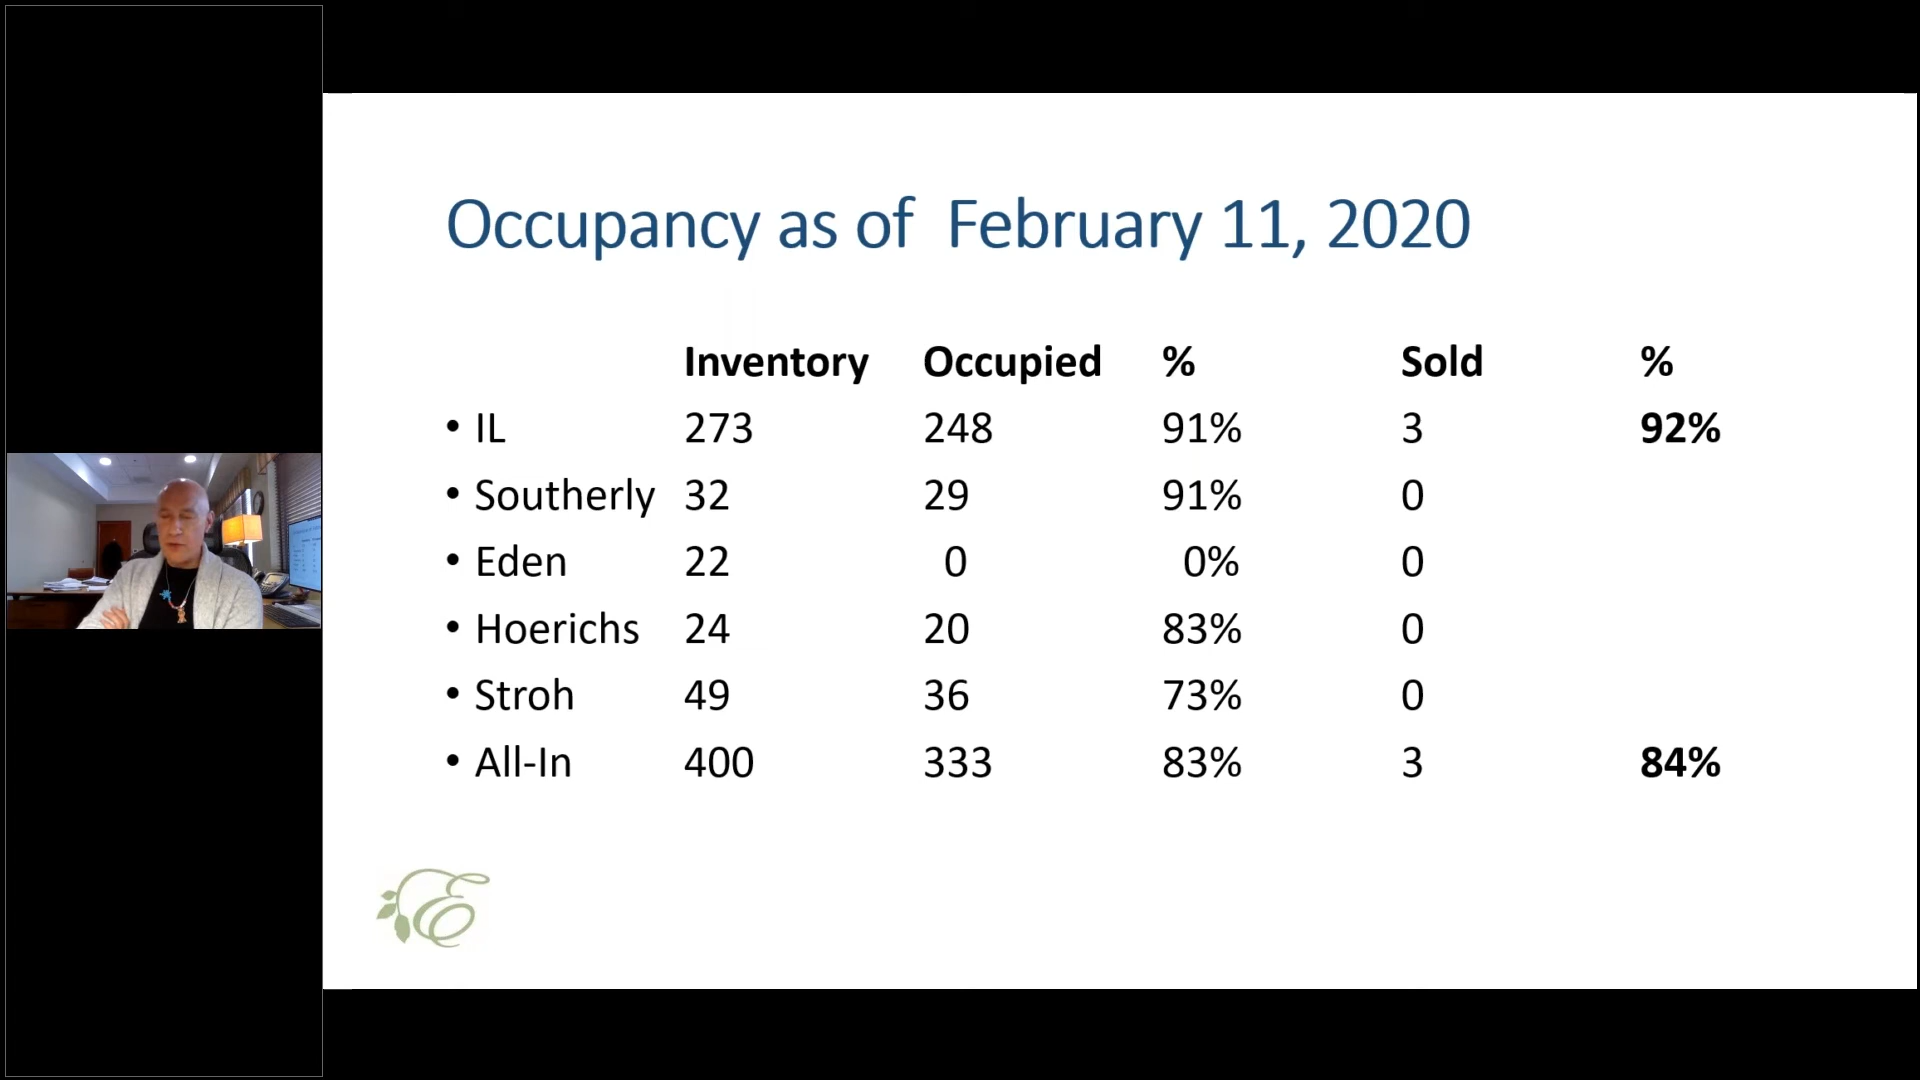 Occupancy as of February 11, 2020
Inventory Occupied % Sold %
• IL 273 248 91% 3 92%
• Southerly 32 29 91% 0
• Eden 22 0 0% 0
• Hoerichs 24 20 83% 0
• Stroh 49 36 73% 0
• All-In 400 333 83% 3 84%
E